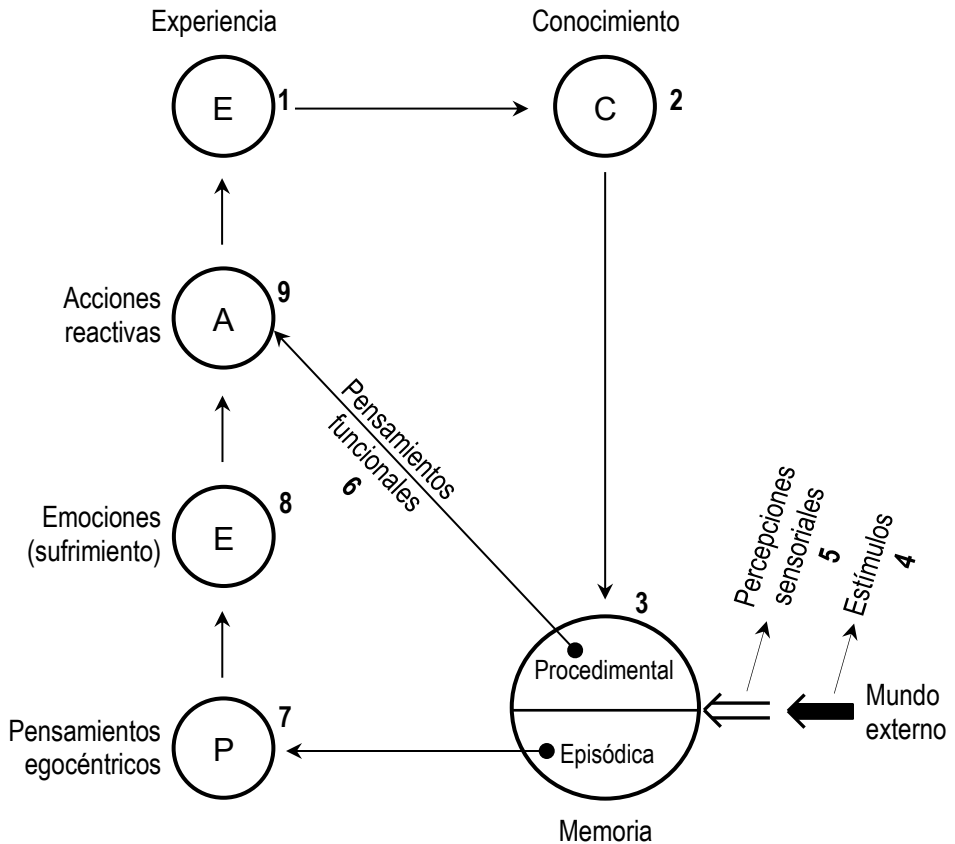 Experiencia
Conocimiento
E
1
C
2
Acciones
reactivas
A
9
Pensamientos
funcionales
6
Emociones
(sufrimiento)
E
8
Percepciones
sensoriales
5
Estímulos
4
3
Procedimental
Mundo
externo
Pensamientos
egocéntricos
P
7
Episódica
Memoria